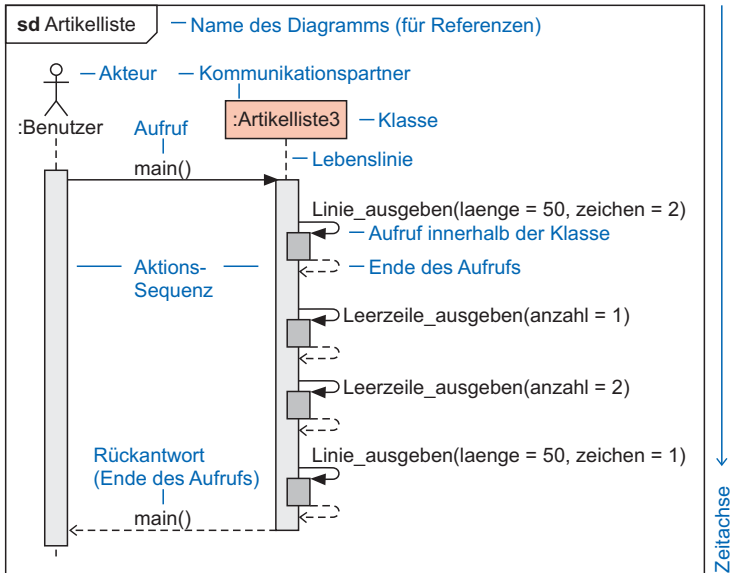 sd Artikelliste
Name des Diagramms (für Referenzen)
Akteur
Kommunikationspartner
:Benutzer
Aufruf
:Artikelliste3
Klasse
main()
Lebenslinie
Linie_ausgeben(laenge = 50, zeichen = 2)
Aufruf innerhalb der Klasse
Aktions-
Sequenz
Ende des Aufrufs
Leerzeile_ausgeben(anzahl = 1)
Leerzeile_ausgeben(anzahl = 2)
Rückantwort
(Ende des Aufrufs)
Linie_ausgeben(laenge = 50, zeichen = 1)
main()
Zeitachse